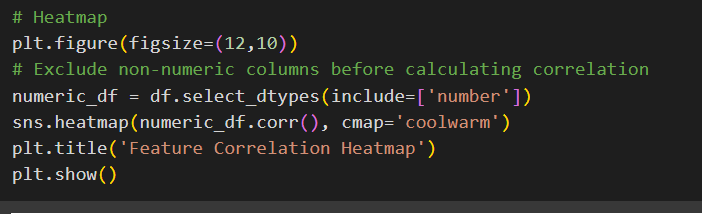 # Heatmap
plt.figure(figsize=(12,10))
# Exclude non-numeric columns before calculating correlation
numeric_df = df.select_dtypes(include=['number'])
sns.heatmap(numeric_df.corr(), cmap='coolwarm')
plt.title('Feature Correlation Heatmap')
plt.show()